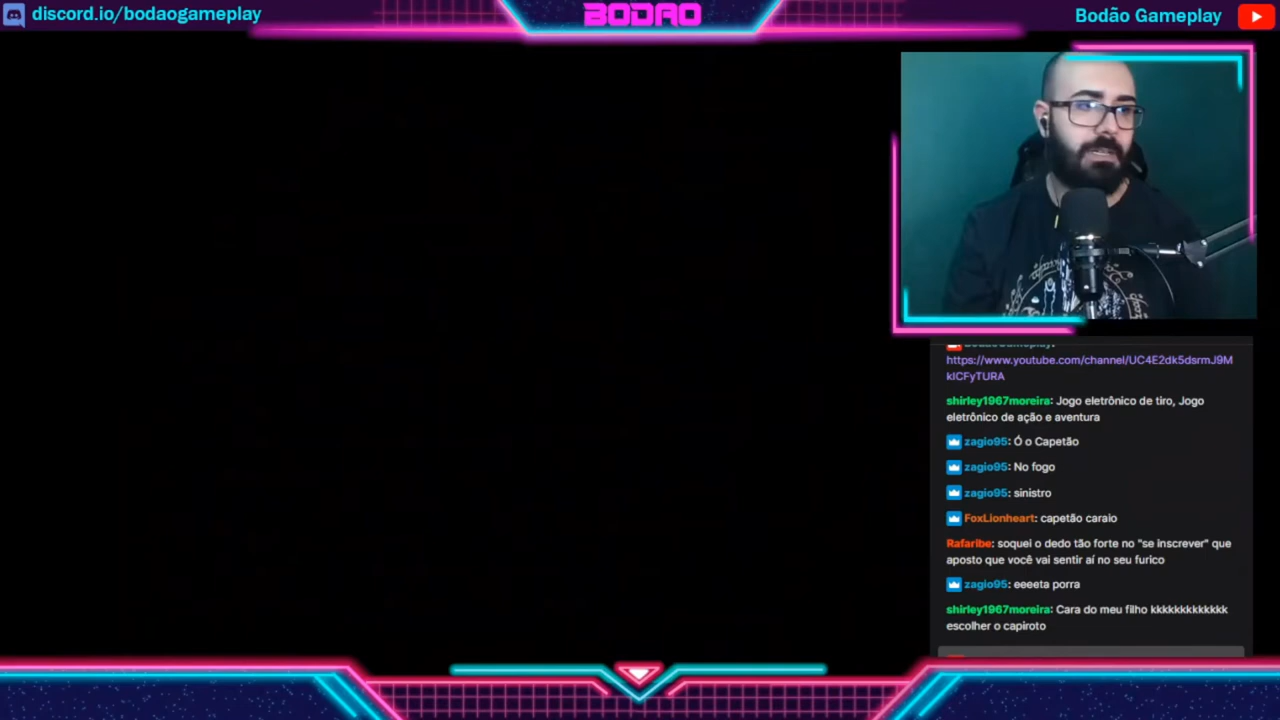 discord.io/bodaogameplay
BODAO
Bodão Gameplay
https://www.youtube.com/channel/UC4E2dk5dsrmJ9M
kICFyTURA
shirley1967moreira: Jogo eletrônico de tiro, Jogo
eletrônico de ação e aventura
zagio95: Ó o Capetão
zagio95: No fogo
zagio95: sinistro
FoxLionheart: capetão caraio
Rafaribe: soquei o dedo tão forte no "se inscrever" que
aposto que você vai sentir aí no seu furico
zagio95: eeeeta porra
shirley1967moreira: Cara do meu filho kkkkkkkkkkkkk
escolher o capiroto